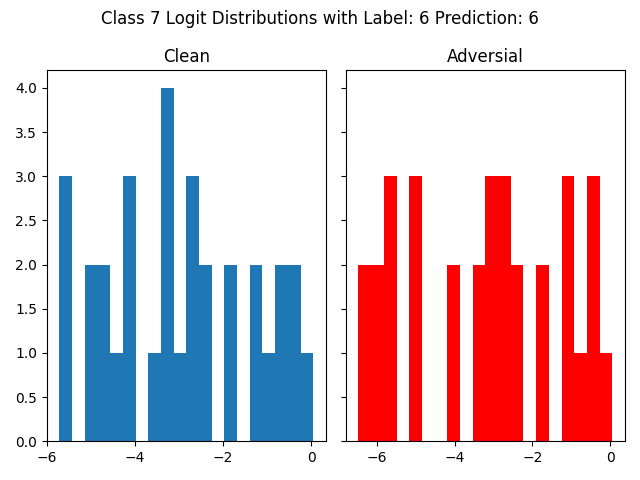 Class 7 Logit Distributions with Label: 6 Prediction: 6
Clean
Adversial
4.0
3.5
3.0
2.5
2.0
1.5
1.0
0.5
0.0
−6 −4 −2 0
−6 −4 −2 0